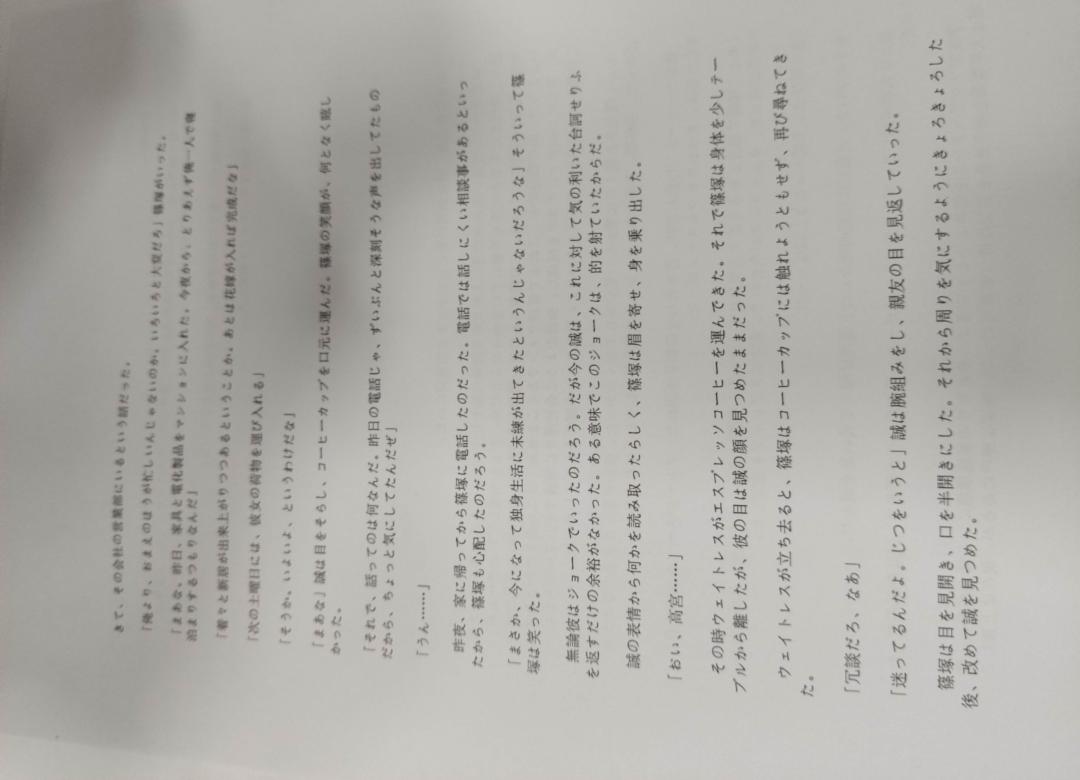 きて、その会社の営業部にいるという話だった。
「俺より、おまえのほうが忙しいんじゃないのか。いろいろと大変だろ」篠塚がいった。
「まあな。昨日、家具と電化製品をマンションに入れた。今夜から、とりあえず俺一人で寝
泊まりするつもりなんだ」
「着々と新居が出来上がりつつあるということか。あとは花嫁が入れば完成だな」
「次の土曜日には、彼女の荷物を運び入れる」
「そうか。いよいよ、というわけだな」
「まあな」誠は目をそらし、コーヒーカップを口元に運んだ。篠塚の笑顔が、何となく眩し
かった。
「それで、話ってのは何なんだ。昨日の電話じゃ、ずいぶんと深刻そうな声を出してたもの
だから、ちょっと気にしてたんだぜ」
「うん……」
昨夜、家に帰ってから篠塚に電話したのだった。電話では話しにくい相談事があるといっ
たから、篠塚も心配したのだろう。
「まさか、今になって独身生活に未練が出てきたというんじゃないだろうな」そういって篠
塚は笑った。
無論彼はジョークでいったのだろう。だが今の誠は、これに対して気の利いた台詞せりふ
を返すだけの余裕がなかった。ある意味でこのジョークは、的を射ていたからだ。
誠の表情から何かを読み取ったらしく、篠塚は眉を寄せ、身を乗り出した。
「おい、高宮……」
その時ウェイトレスがエスプレッソコーヒーを運んできた。それで篠塚は身体を少しテー
ブルから離したが、彼の目は誠の顔を見つめたままだった。
ウェイトレスが立ち去ると、篠塚はコーヒーカップには触れようともせず、再び尋ねてき
た。
「冗談だろ、なあ」
「迷ってるんだよ。じつをいうと」誠は腕組みをし、親友の目を見返していった。
篠塚は目を見開き、口を半開きにした。それから周りを気にするようにきょろきょろした
後、改めて誠を見つめた。